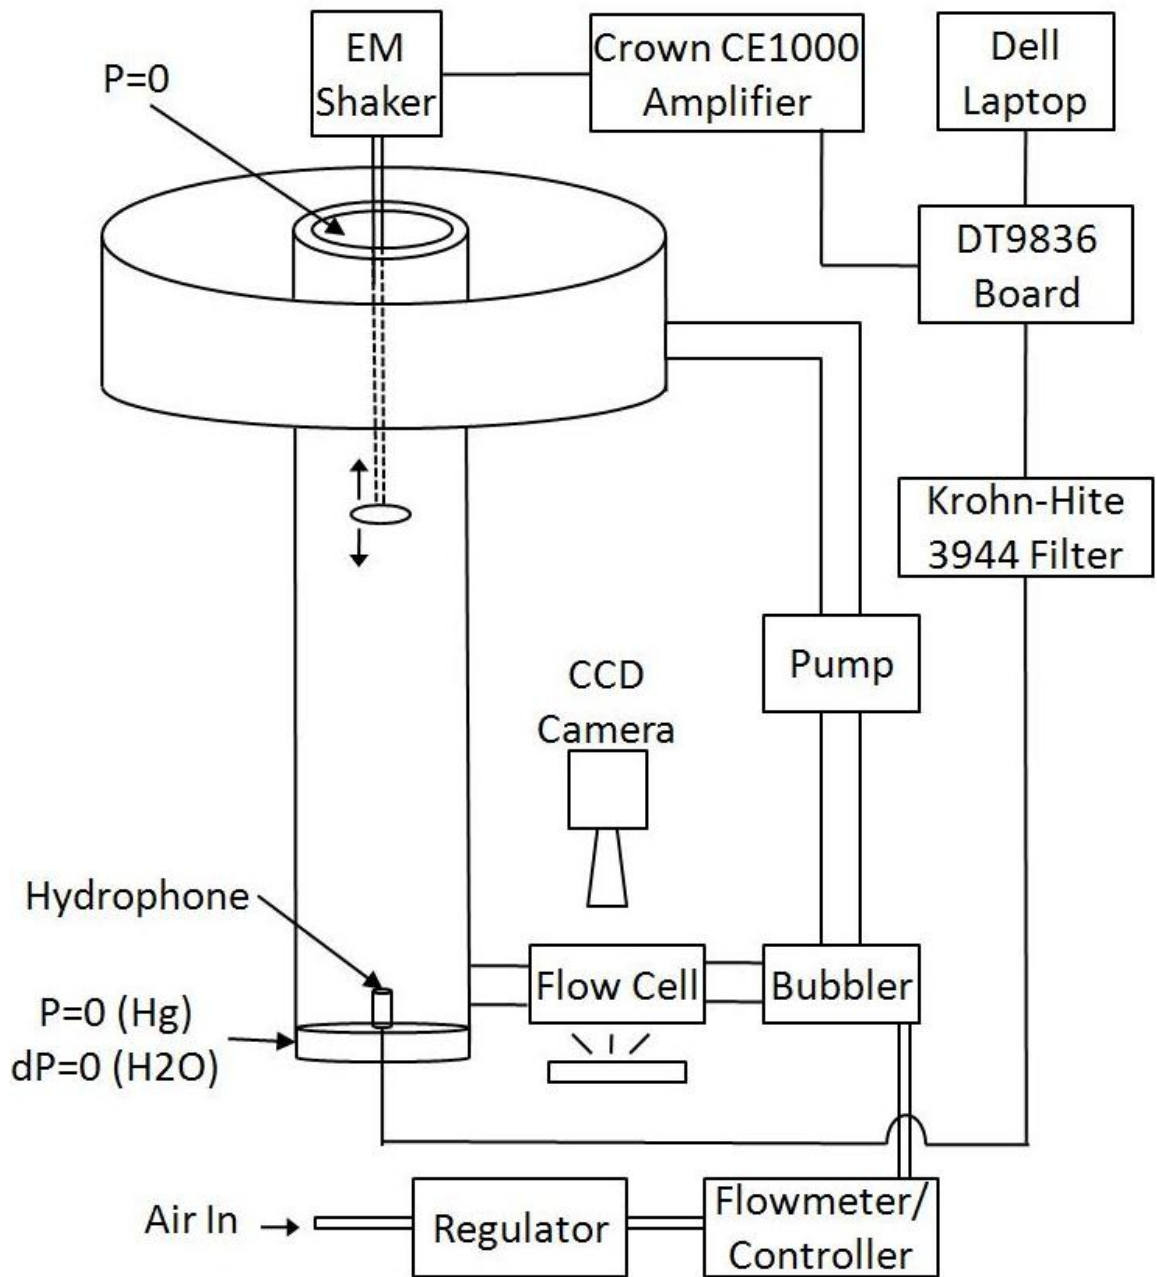 EM
Shaker
Crown CE1000
Amplifier
Dell
Laptop
P=0
DT9836
Board
Krohn-Hite
3944 Filter
Pump
CCD
Camera
Hydrophone
Flow Cell
Bubbler
P=0 (Hg)
dP=0 (H2O)
Air In
Regulator
Flowmeter/
Controller